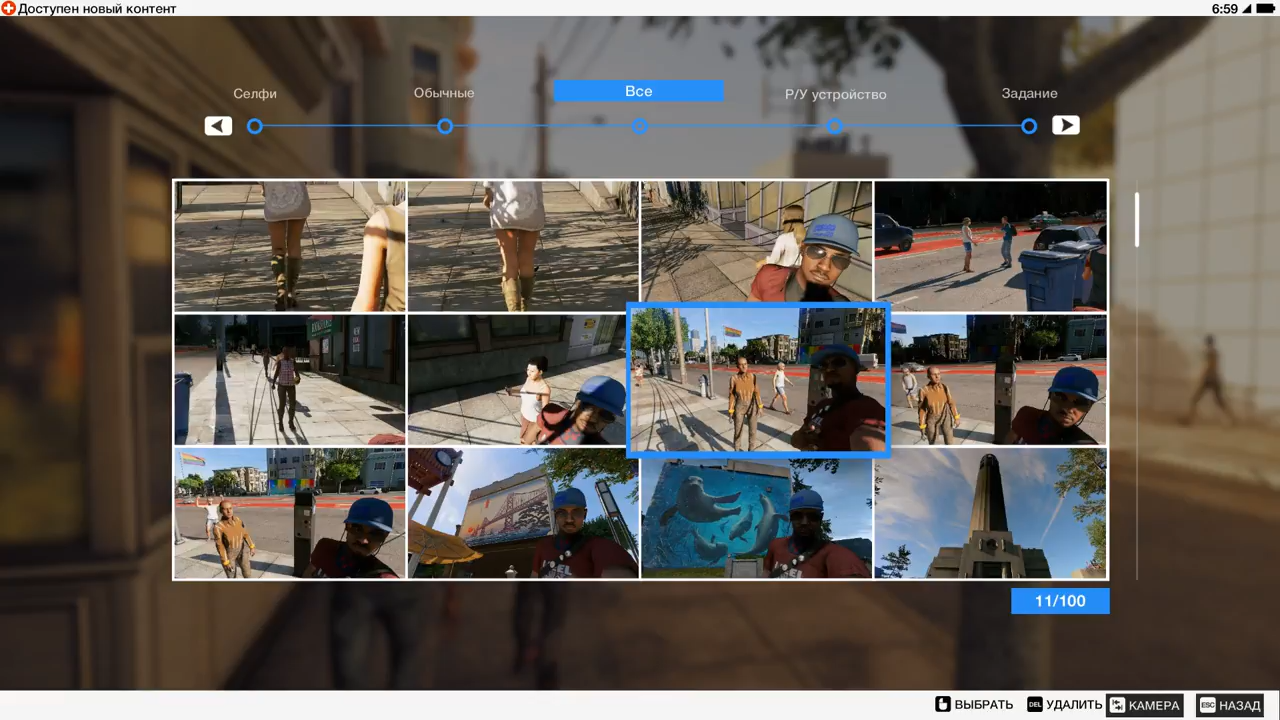 Доступен новый контент
6:59
Селфи
Обычные
Все
Р/У устройство
Задание
11/100
ВЫБРАТЬ
DEL УДАЛИТЬ
КАМЕРА
ESC НАЗАД